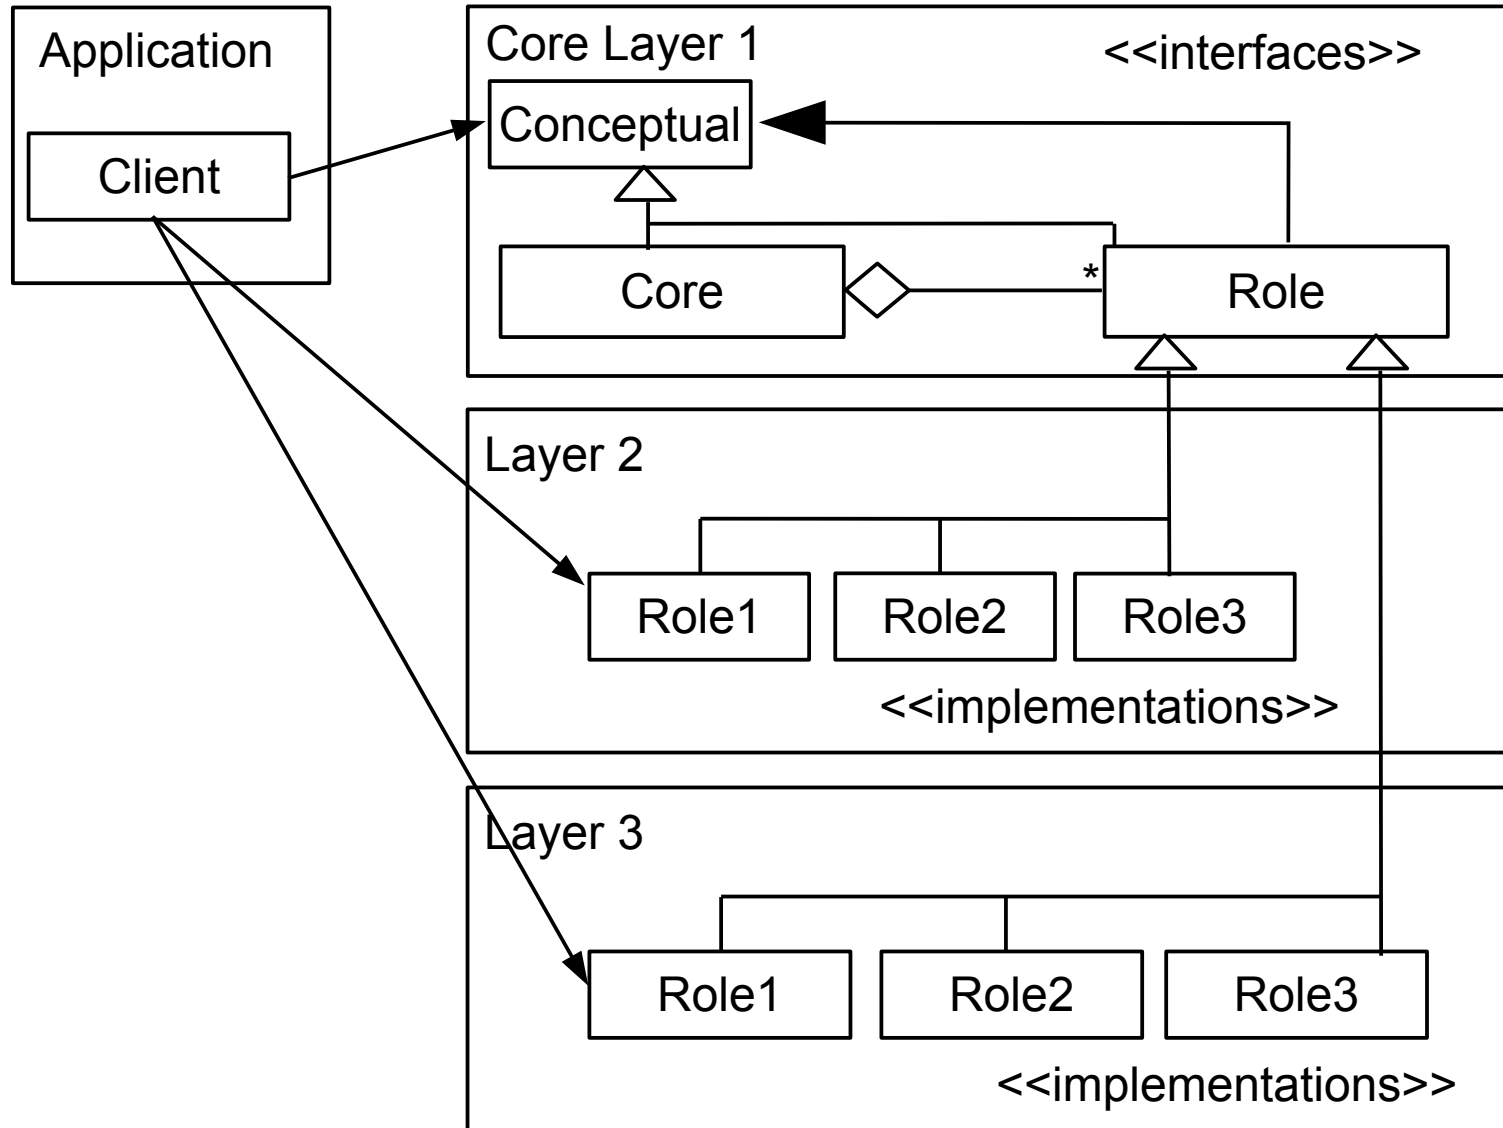 Application
Client
Core Layer 1
<<interfaces>>
Conceptual
Core
*
Role
Layer 2
Role1
Role2
Role3
<<implementations>>
Layer 3
Role1
Role2
Role3
<<implementations>>